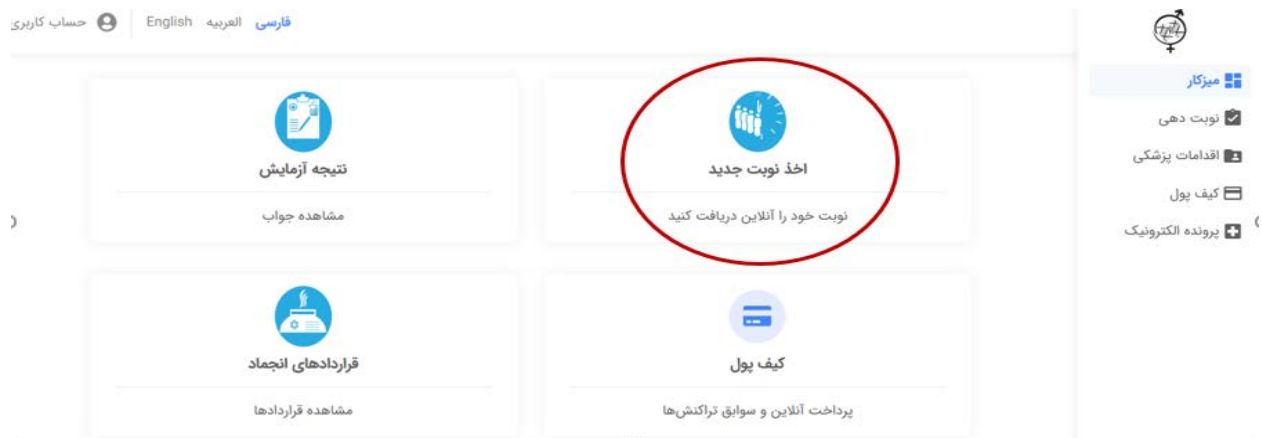 فارسی العربیه English حساب کاربری
میزکار
نوبت دهی
اقدامات پزشکی
کیف پول
پرونده الکترونیک
اخذ نوبت جدید
نوبت خود را آنلاین دریافت کنید
نتیجه آزمایش
مشاهده جواب
کیف پول
پرداخت آنلاین و سوابق تراکنش‌ها
قراردادهای انجماد
مشاهده قراردادها